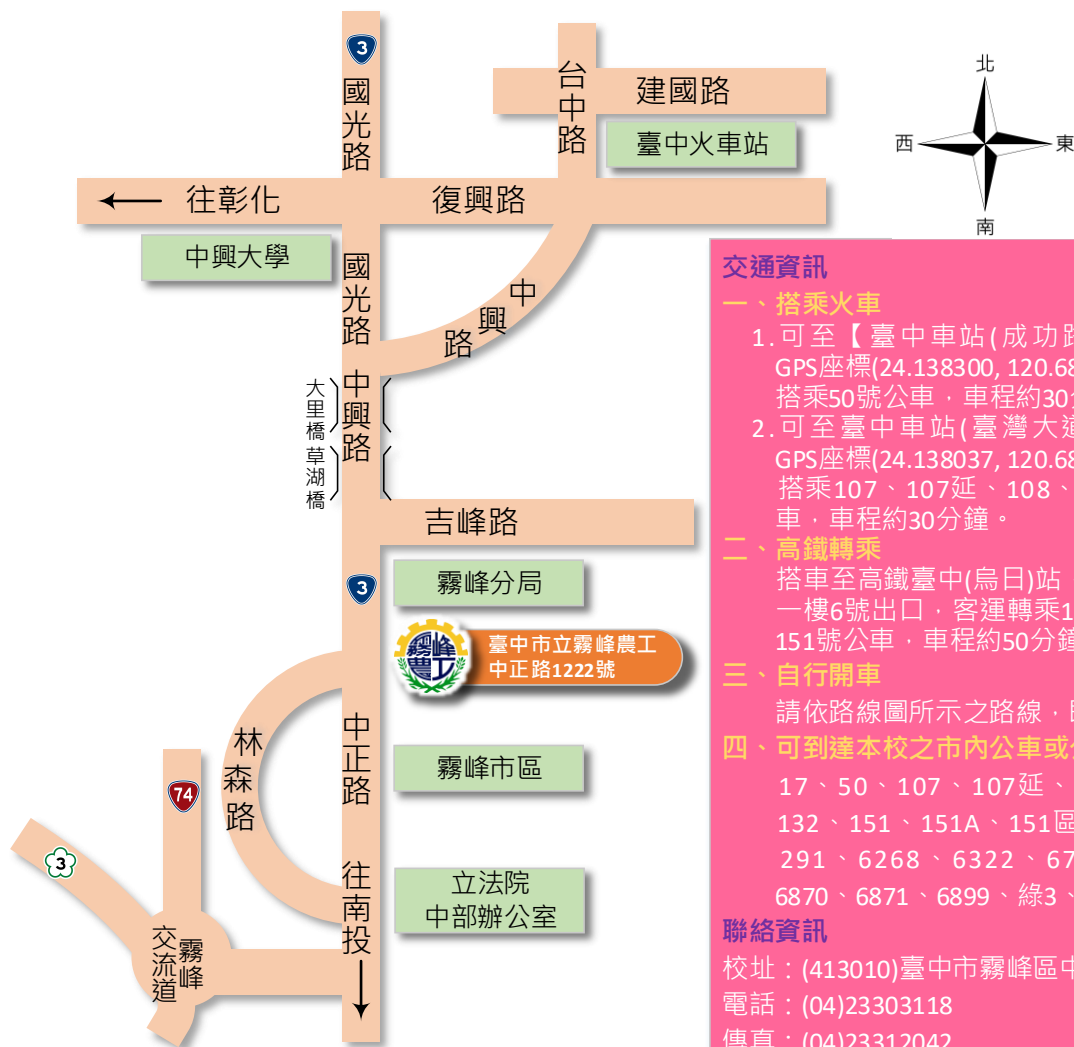 3
國光路
台中路
建國路
臺中火車站
北
西
東
南
往彰化
復興路
中興大學
國光路
中興路
大里橋
中興路
草湖橋
吉峰路
3
霧峰分局
霧峰農工
臺中市立霧峰農工
中正路1222號
中正路
林森路
霧峰市區
74
3
往南投
立法院
中部辦公室
霧峰
交流道
交通資訊
一、搭乘火車
1.可至【臺中車站(成功路
GPS座標(24.138300, 120.68
搭乘50號公車，車程約30分
2.可至臺中車站(臺灣大道
GPS座標(24.138037, 120.68
搭乘107、107延、108、
車，車程約30分鐘。
二、高鐵轉乘
搭車至高鐵臺中(烏日)站
一樓6號出口，客運轉乘1
151號公車，車程約50分鐘
三、自行開車
請依路線圖所示之路線，
四、可到達本校之市內公車或
17、50、107、107延、
132、151、151A、151區
291、6268、6322、67
6870、6871、6899、綠3、
聯絡資訊
校址：(413010)臺中市霧峰區中
電話：(04)23303118
傳真：(04)23312042